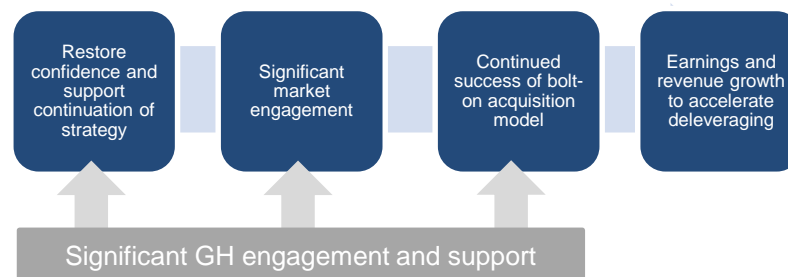 Restore
confidence and
support
continuation of
strategy
Significant
market
engagement
Continued
success of bolt-
on acquisition
model
Earnings and
revenue growth
to accelerate
deleveraging
Significant GH engagement and support